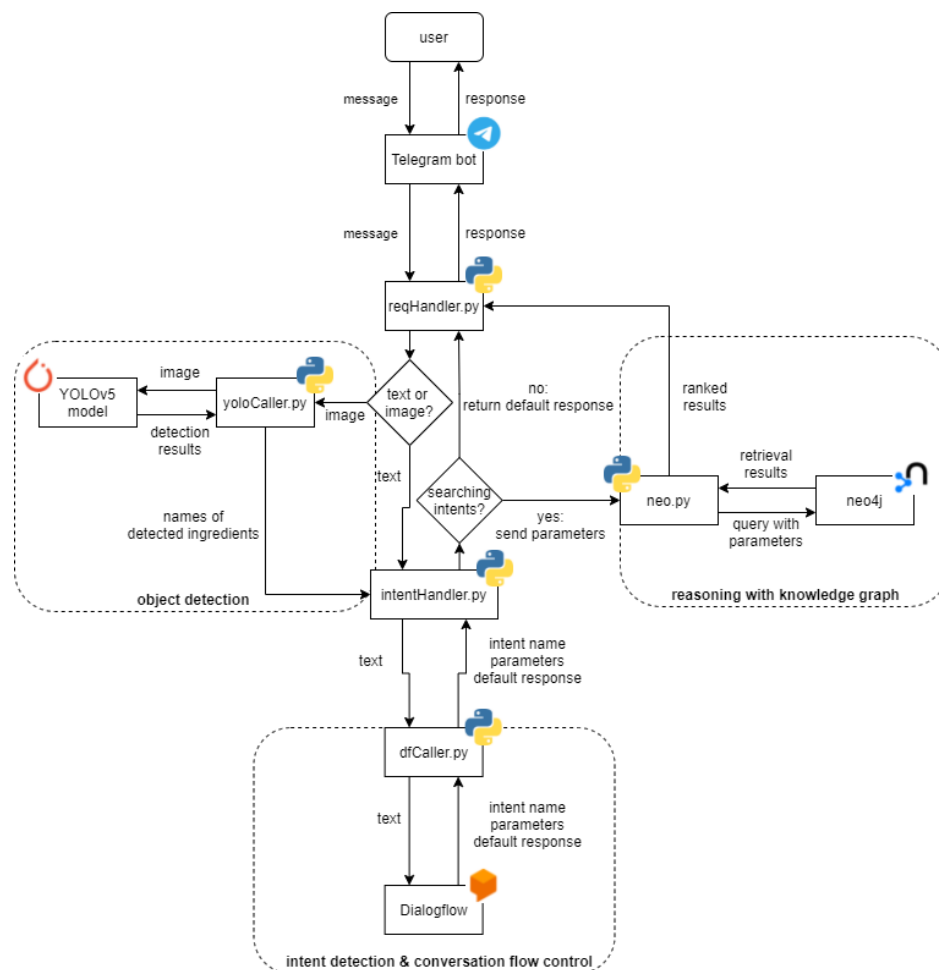 user
message
response
Telegram bot
message
response
reqHandler.py
image
YOLOv5
model
yoloCaller.py
detection
results
image
text or
image?
no:
return default response
ranked
results
text
searching
intents?
yes:
send parameters
neo.py
retrieval
results
neo4j
query with
parameters
names of
detected ingredients
object detection
intentHandler.py
reasoning with knowledge graph
text
intent name
parameters
default response
dfCaller.py
text
intent name
parameters
default response
Dialogflow
intent detection & conversation flow control